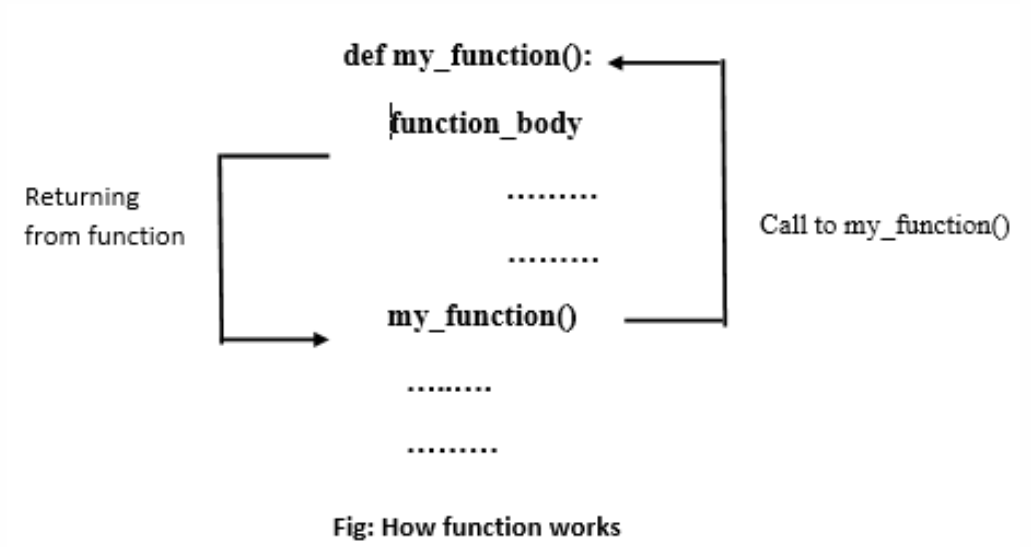 def my_function():
function_body
Returning
from function
.........
Call to my_function()
.........
my_function()
.........
.........
Fig: How function works